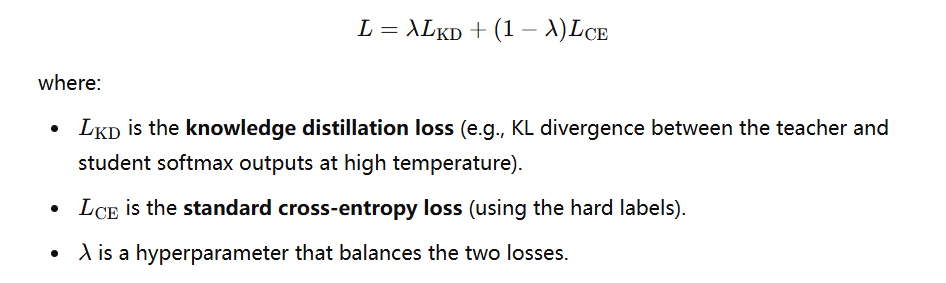 L = λL_KD + (1 − λ)L_CE
where:
• L_KD is the knowledge distillation loss (e.g., KL divergence between the teacher and
student softmax outputs at high temperature).
• L_CE is the standard cross-entropy loss (using the hard labels).
• λ is a hyperparameter that balances the two losses.